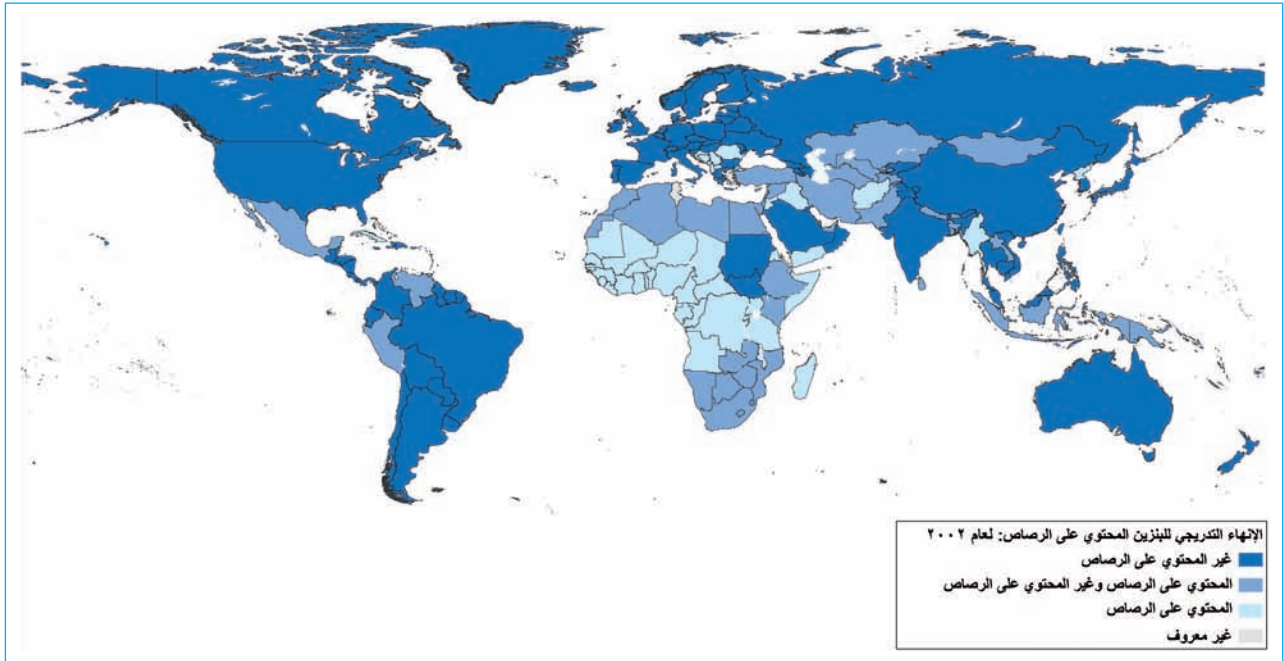 الإنهاء التدريجي للبنزين المحتوي على الرصاص: لعام ٢٠٠٢
غير المحتوي على الرصاص
المحتوي على الرصاص وغير المحتوي على الرصاص
المحتوي على الرصاص
غير معروف